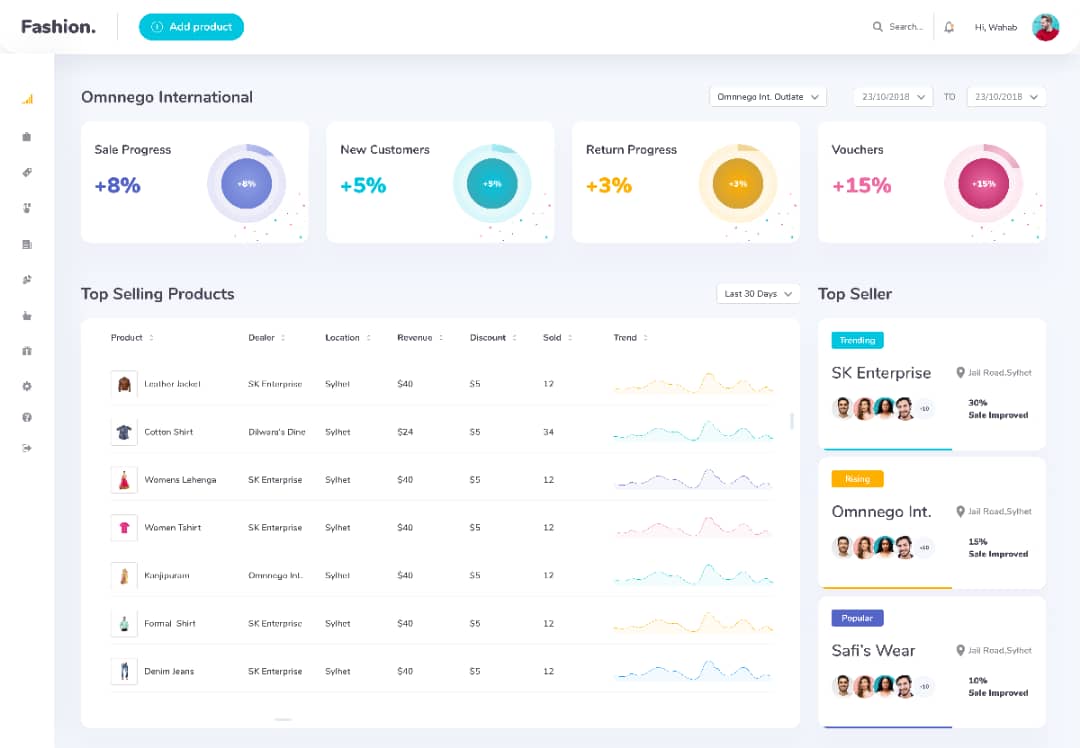 Fashion.
Add product
Search...
Hi, Wahab
Omnnego International
Omnnego Int. Outlate
23/10/2018
TO
23/10/2018
Sale Progress
+8%
+8%
New Customers
+5%
+5%
Return Progress
+3%
+3%
Vouchers
+15%
+15%
Top Selling Products
Last 30 Days
Product Dealer Location Revenue Discount Sold Trend
Leather Jacket SK Enterprise Sylhet $40 $5 12
Cotton Shirt Dilwara's Dine Sylhet $24 $5 34
Womens Lehenga SK Enterprise Sylhet $40 $5 12
Women Tshirt SK Enterprise Sylhet $40 $5 12
Kanjipuram Omnnego Int.. Sylhet $40 $5 12
Formal Shirt SK Enterprise Sylhet $40 $5 12
Denim Jeans SK Enterprise Sylhet $40 $5 12
Top Seller
Trending
SK Enterprise
Jail Road,Sylhet
+10
30%
Sale Improved
Rising
Omnnego Int.
Jail Road,Sylhet
+10
15%
Sale Improved
Popular
Safi's Wear
Jail Road,Sylhet
+10
10%
Sale Improved